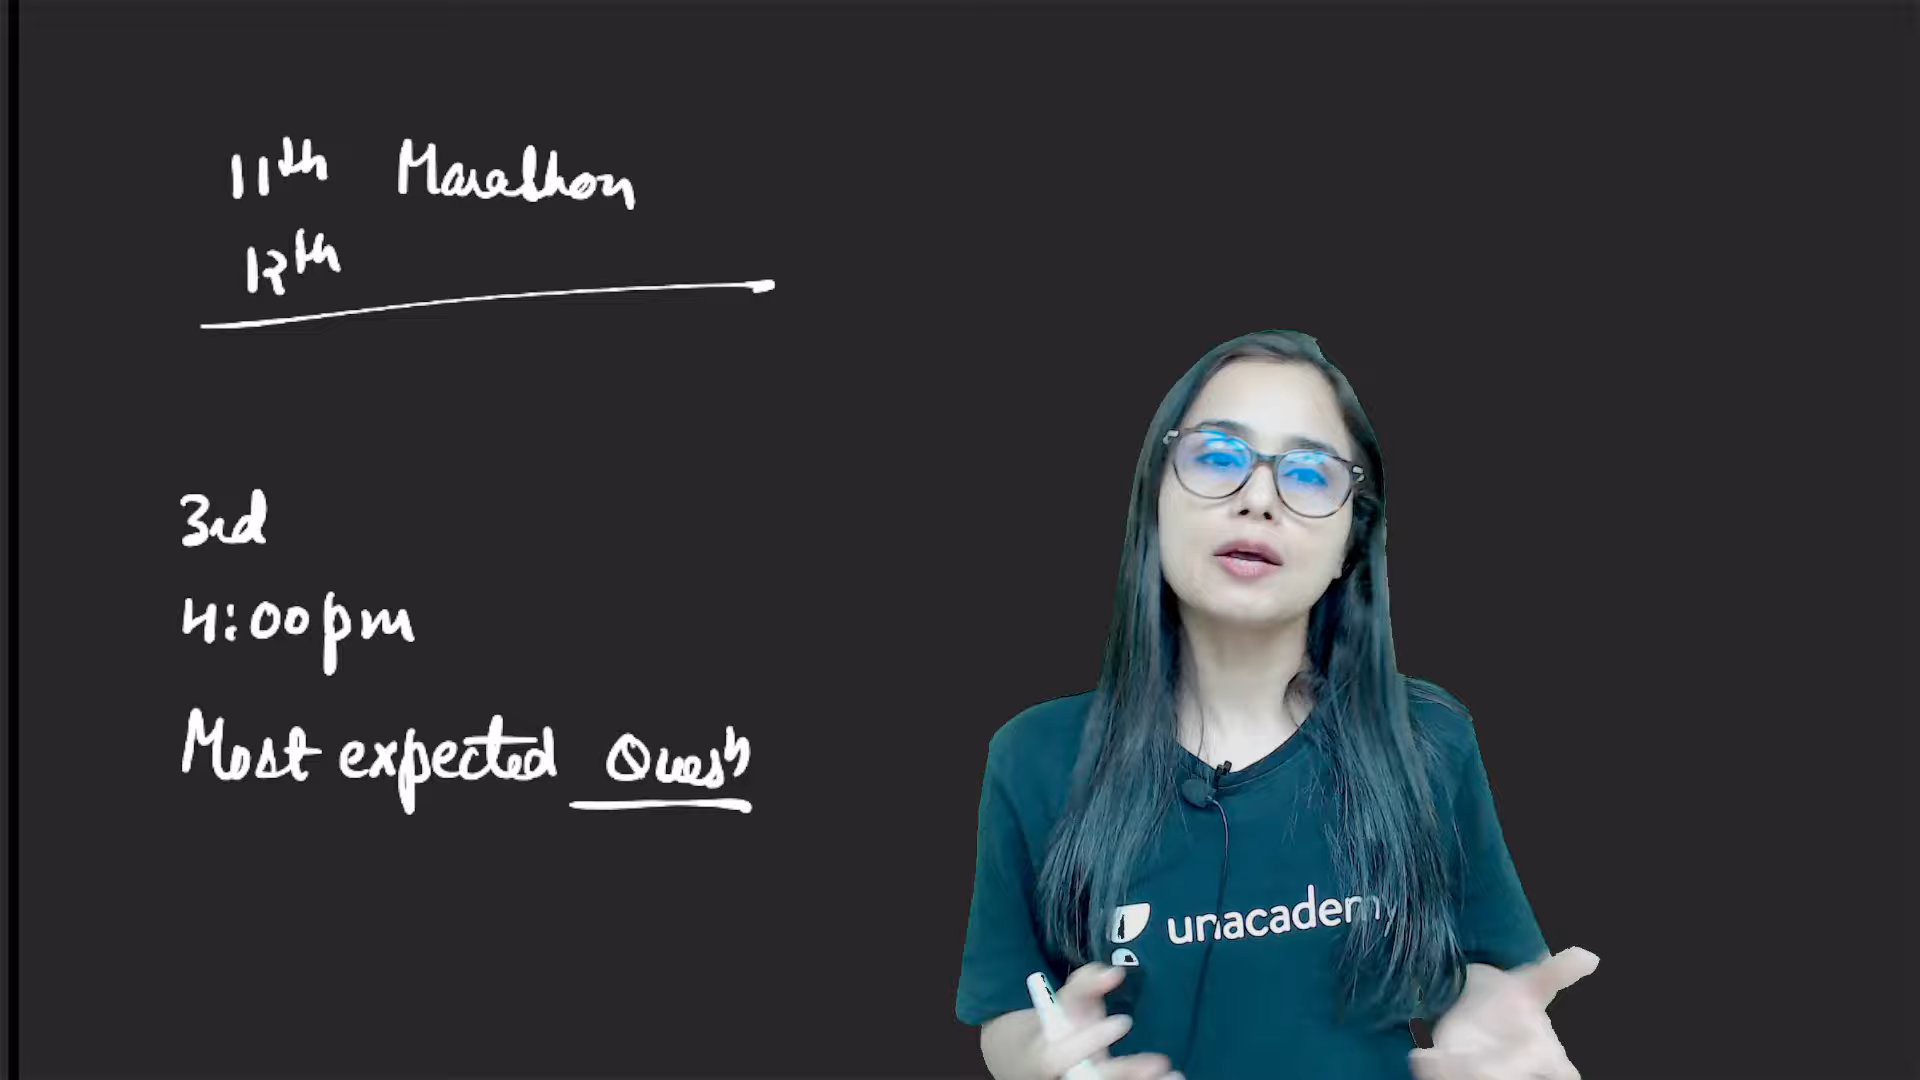 11th Marathon
12th
3rd
4:00pm
Most expected Quesn
unacademy